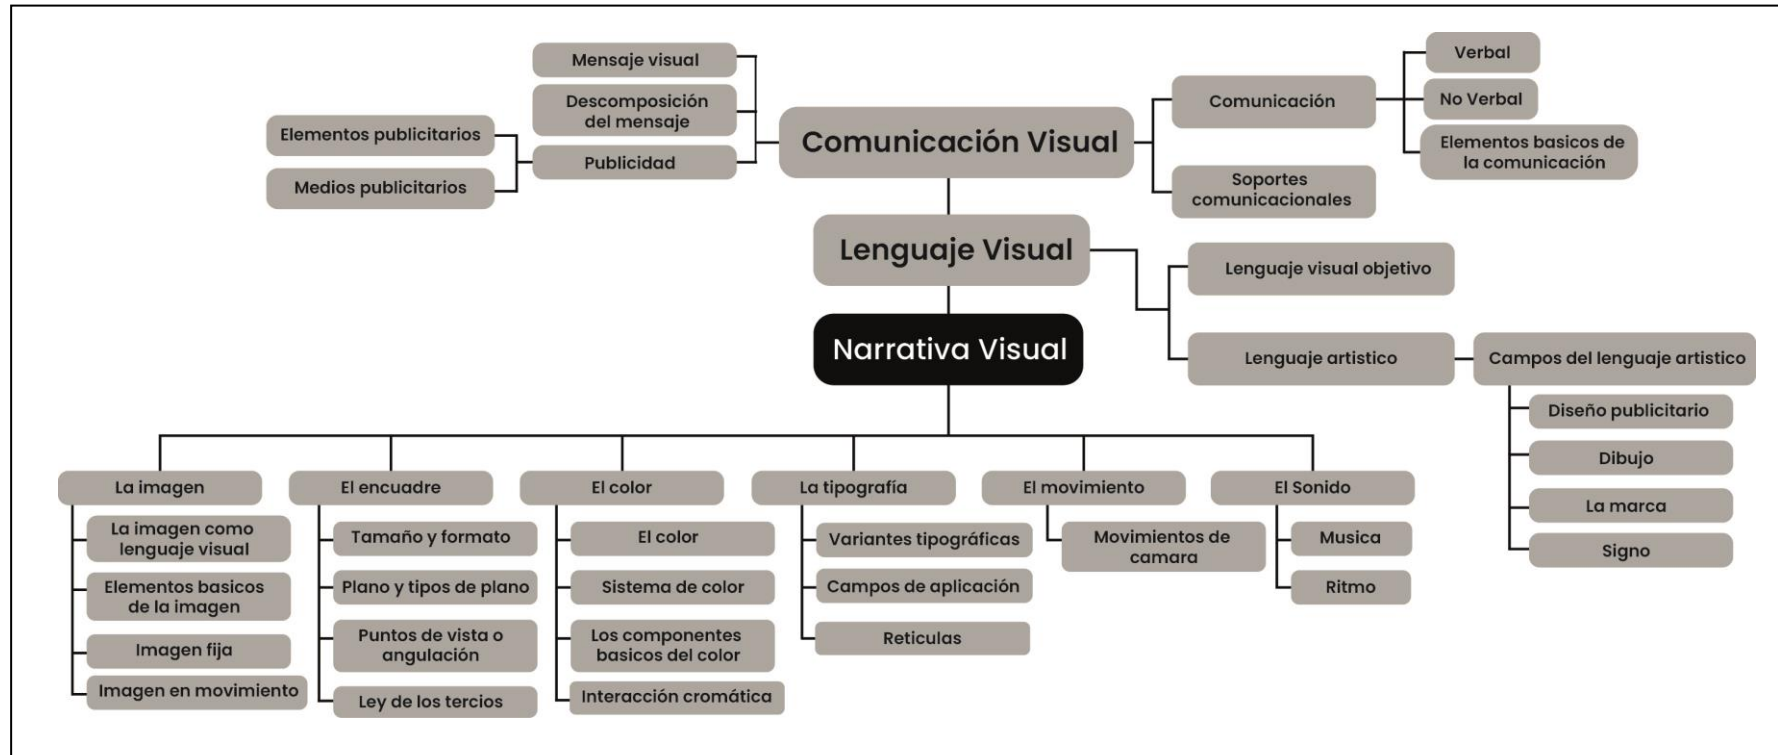 Mensaje visual
Descomposición
del mensaje
Publicidad
Elementos publicitarios
Medios publicitarios
Comunicación Visual
Comunicación
Verbal
No Verbal
Elementos basicos de
la comunicación
Soportes
comunicacionales
Lenguaje Visual
Lenguaje visual objetivo
Lenguaje artistico
Campos del lenguaje artistico
Diseño publicitario
Dibujo
La marca
Signo
Narrativa Visual
La imagen
La imagen como
lenguaje visual
Elementos basicos
de la imagen
Imagen fija
Imagen en movimiento
El encuadre
Tamaño y formato
Plano y tipos de plano
Puntos de vista o
angulación
Ley de los tercios
El color
El color
Sistema de color
Los componentes
basicos del color
Interacción cromática
La tipografía
Variantes tipográficas
Campos de aplicación
Reticulas
El movimiento
Movimientos de
camara
El Sonido
Musica
Ritmo